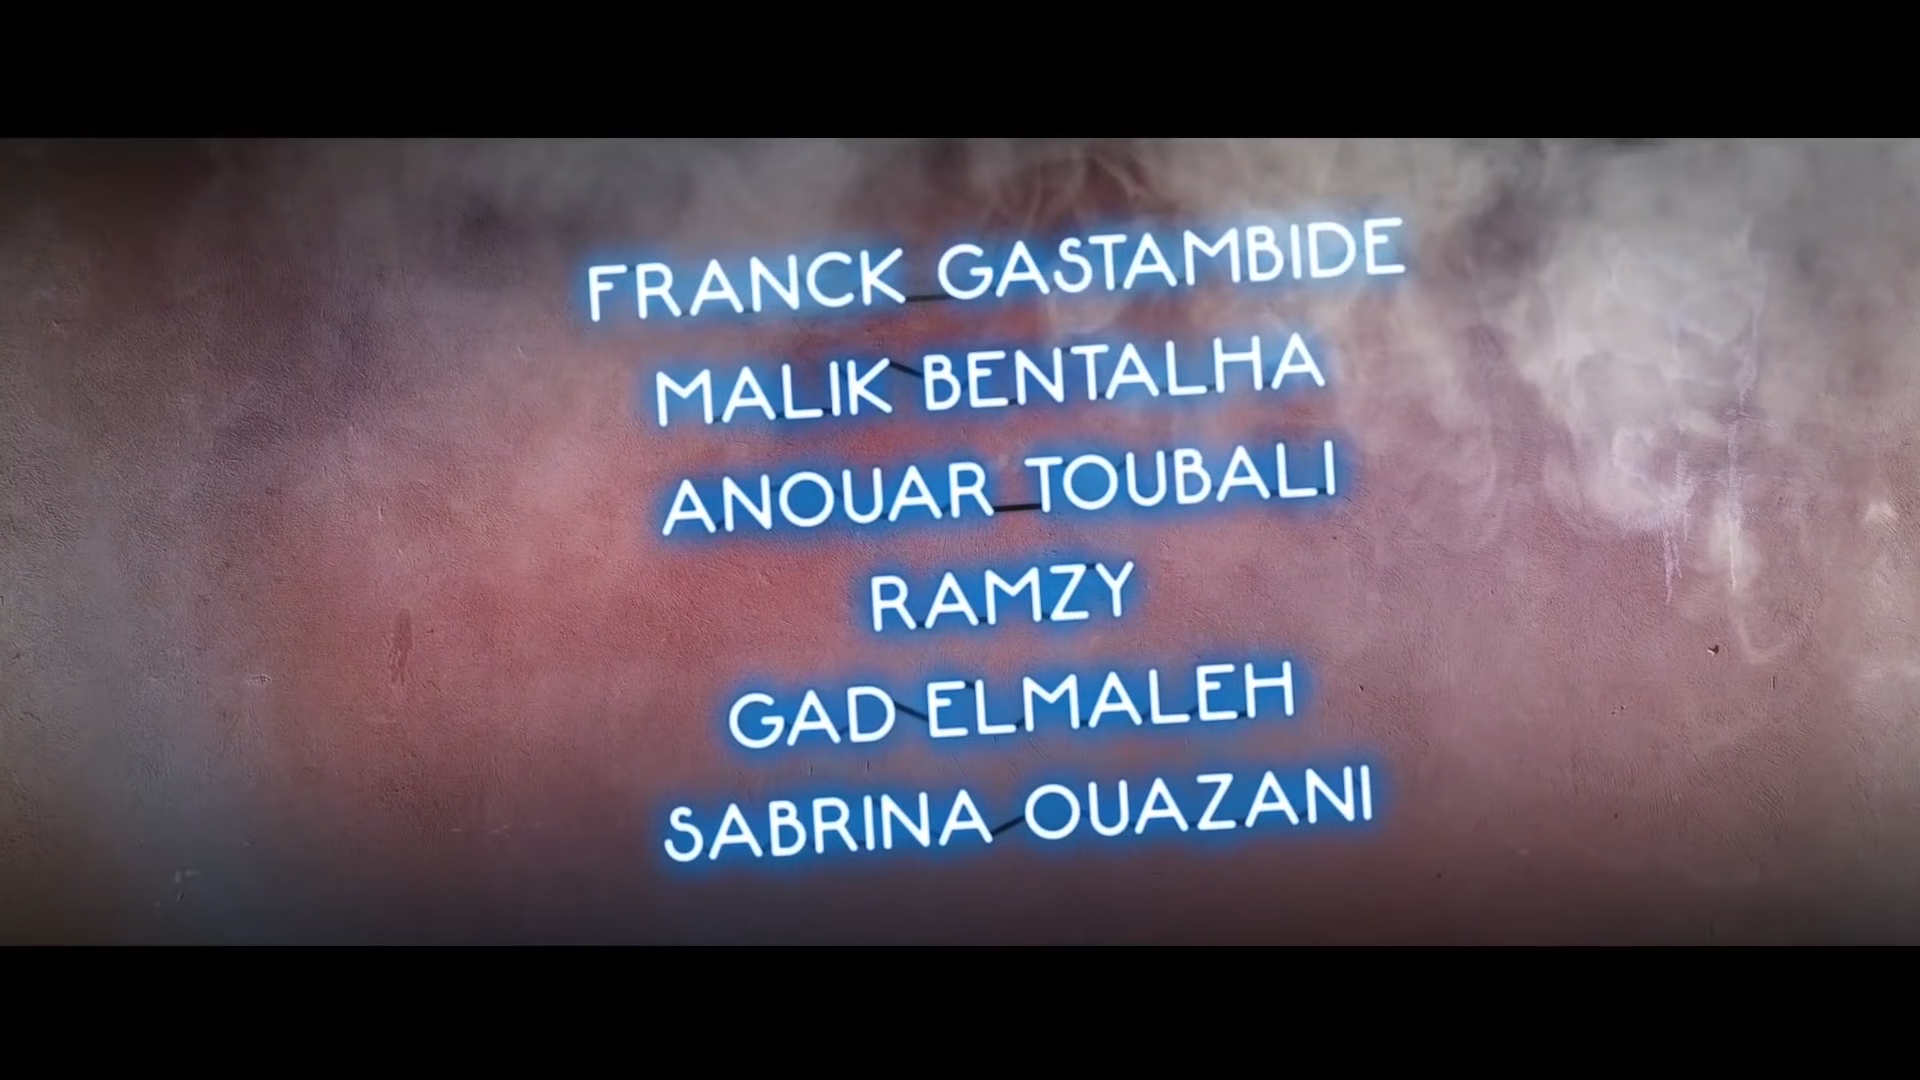 FRANCK GASTAMBIDE
MALIK BENTALHA
ANOUAR TOUBALI
RAMZY
GAD ELMALEH
SABRINA OUAZANI